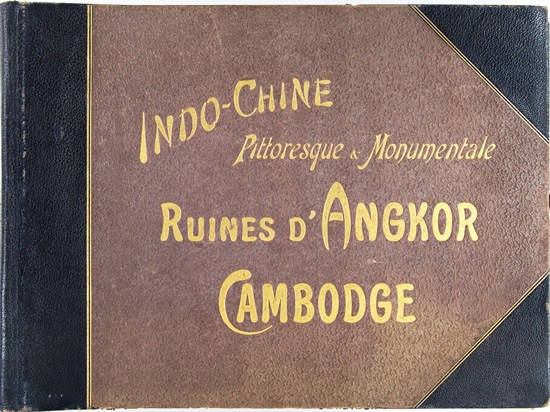 INDO-CHINE
Pittoresque & Monumentale
RUINES D'ANGKOR
CAMBODGE